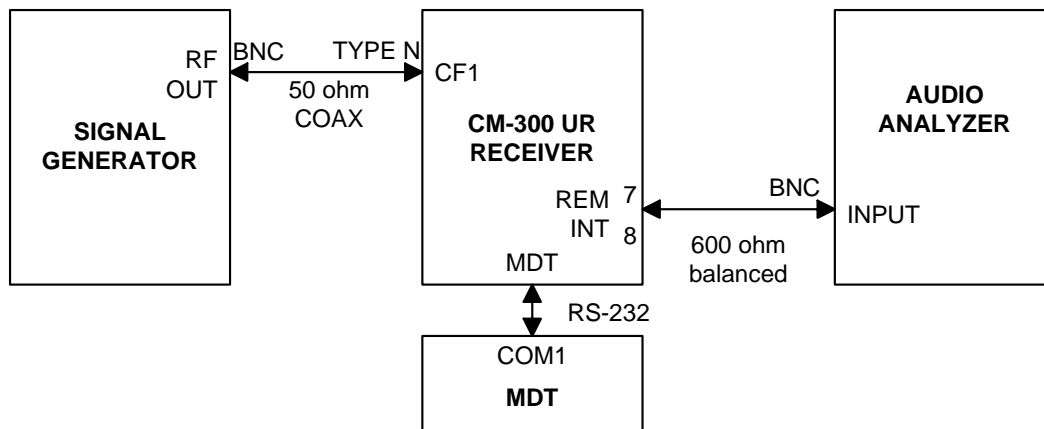 RF
OUT
SIGNAL
GENERATOR
BNC
TYPE N
50 ohm
COAX
CF1
CM-300 UR
RECEIVER
REM
INT
7
8
MDT
BNC
600 ohm
balanced
AUDIO
ANALYZER
INPUT
RS-232
COM1
MDT